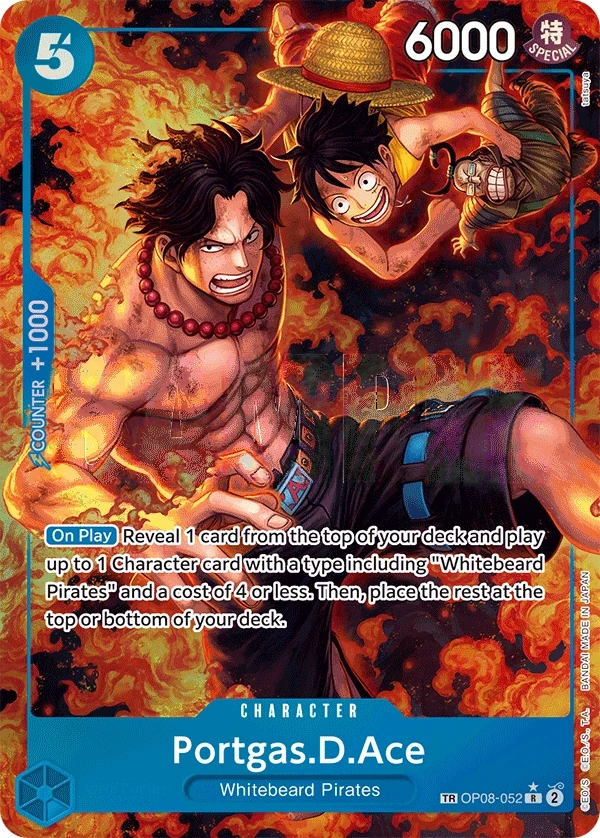 5
6000
特
SPECIAL
tatsuya
COUNTER +1000
On Play Reveal 1 card from the top of your deck and play
up to 1 Character card with a type including "Whitebeard
Pirates" and a cost of 4 or less. Then, place the rest at the
top or bottom of your deck.
©E.O/S ©E.O./S., T.A. BANDAI MADE IN JAPAN
CHARACTER
Portgas.D.Ace
Whitebeard Pirates
TR OP08-052 R 2